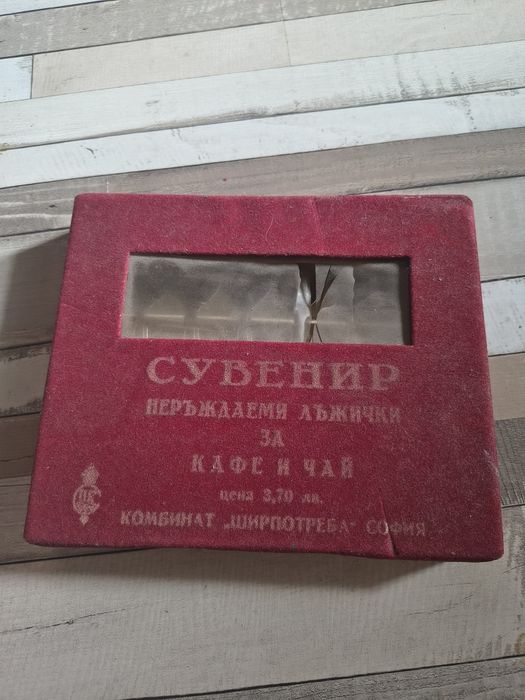 СУВЕНИР
НЕРЪЖДАЕМИ ЛЪЖИЧКИ
ЗА
КАФЕ И ЧАЙ
цена 3,70 лв.
КОМБИНАТ „ШИРПОТРЕБА" СОФИЯ